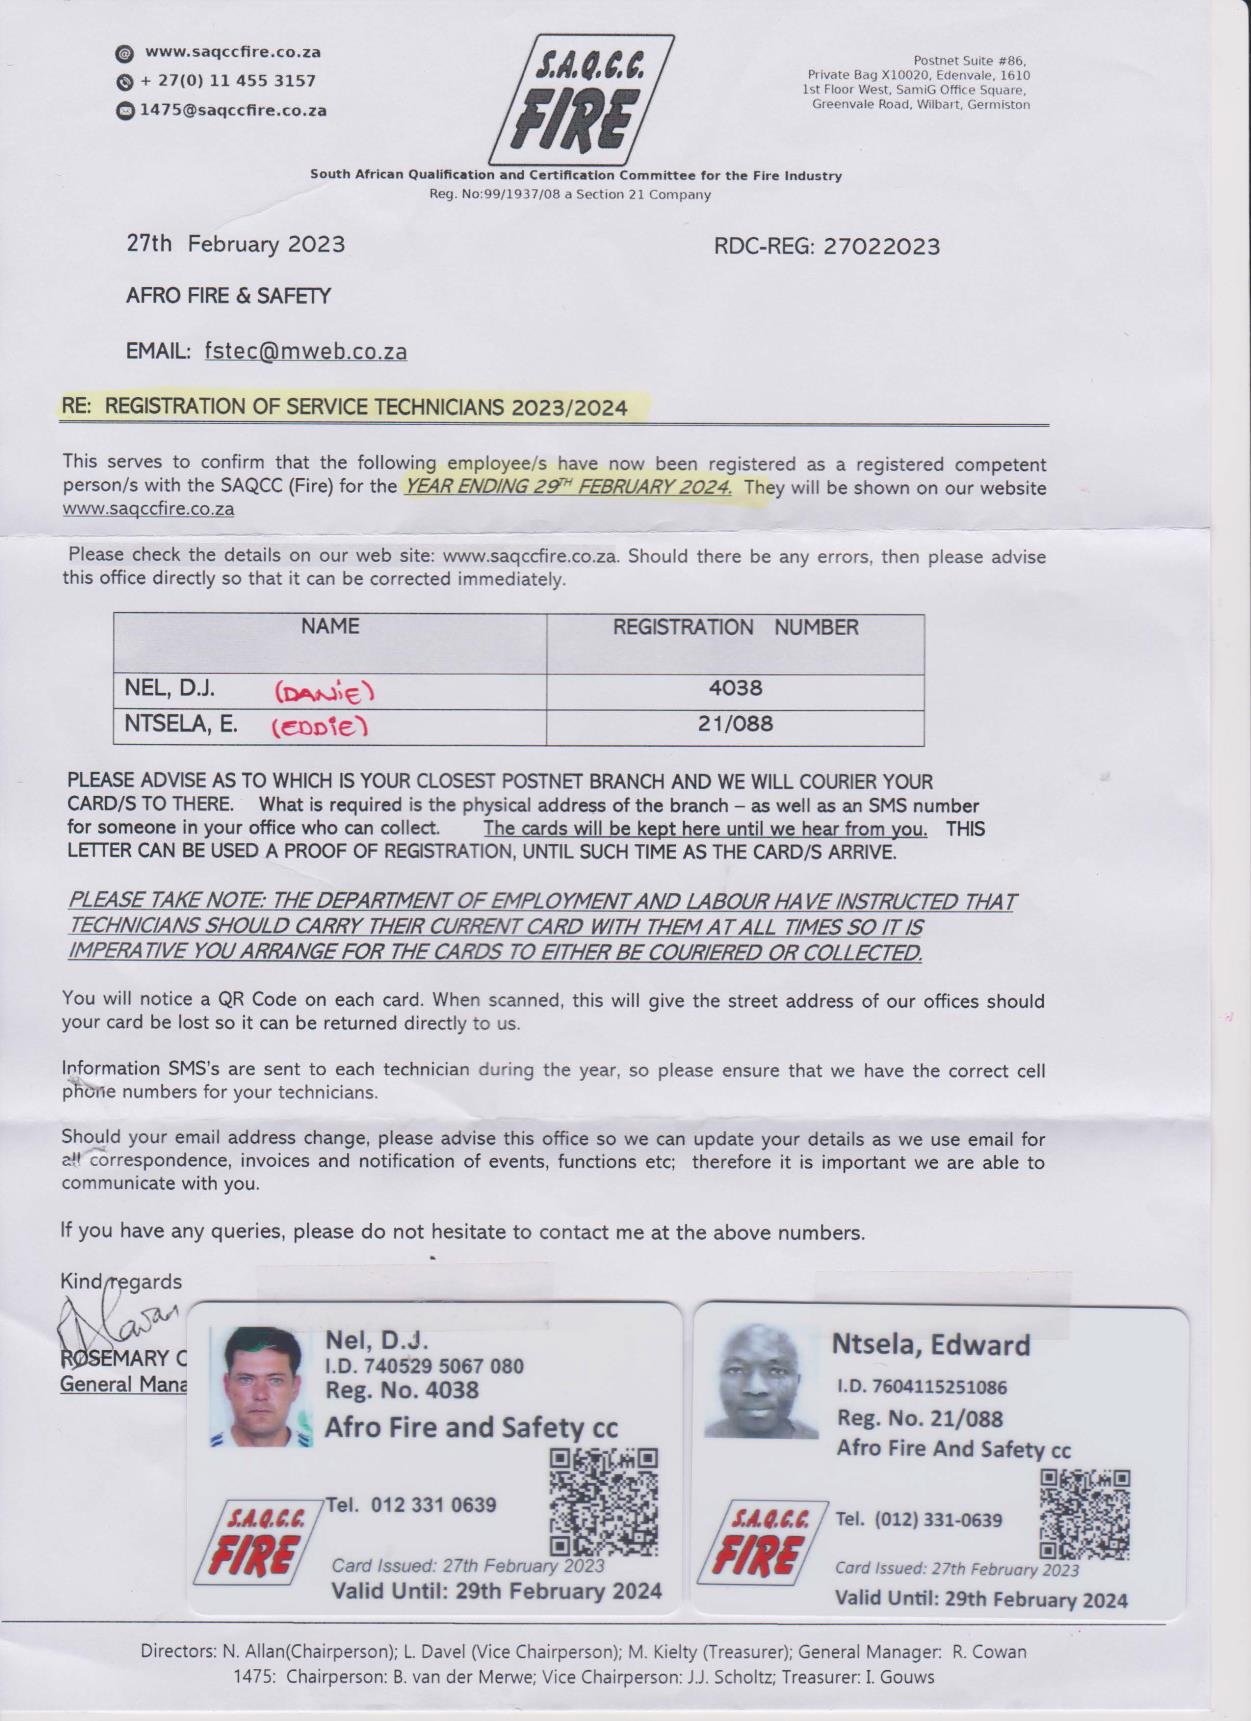 www.saqccfire.co.za
+ 27(0) 11 455 3157
1475@saqccfire.co.za
S.A.Q.C.C.
FIRE
Postnet Suite #86,
Private Bag X10020, Edenvale, 1610
1st Floor West, SamiG Office Square,
Greenvale Road, Wilbart, Germiston
South African Qualification and Certification Committee for the Fire Industry
Reg. No:99/1937/08 a Section 21 Company
27th February 2023
RDC-REG: 27022023
AFRO FIRE & SAFETY
EMAIL: fstec@mweb.co.za
RE: REGISTRATION OF SERVICE TECHNICIANS 2023/2024
This serves to confirm that the following employee/s have now been registered as a registered competent
person/s with the SAQCC (Fire) for the YEAR ENDING 29TH FEBRUARY 2024. They will be shown on our website
www.saqccfire.co.za
Please check the details on our web site: www.saqccfire.co.za. Should there be any errors, then please advise
this office directly so that it can be corrected immediately.
NAME REGISTRATION NUMBER
NEL, D.J. (DANiE) 4038
NTSELA, E. (EDDiE) 21/088
PLEASE ADVISE AS TO WHICH IS YOUR CLOSEST POSTNET BRANCH AND WE WILL COURIER YOUR
CARD/S TO THERE. What is required is the physical address of the branch – as well as an SMS number
for someone in your office who can collect. The cards will be kept here until we hear from you. THIS
LETTER CAN BE USED A PROOF OF REGISTRATION, UNTIL SUCH TIME AS THE CARD/S ARRIVE.
PLEASE TAKE NOTE: THE DEPARTMENT OF EMPLOYMENT AND LABOUR HAVE INSTRUCTED THAT
TECHNICIANS SHOULD CARRY THEIR CURRENT CARD WITH THEM AT ALL TIMES SO IT IS
IMPERATIVE YOU ARRANGE FOR THE CARDS TO EITHER BE COURIERED OR COLLECTED.
You will notice a QR Code on each card. When scanned, this will give the street address of our offices should
your card be lost so it can be returned directly to us.
Information SMS's are sent to each technician during the year, so please ensure that we have the correct cell
phone numbers for your technicians.
Should your email address change, please advise this office so we can update your details as we use email for
all correspondence, invoices and notification of events, functions etc; therefore it is important we are able to
communicate with you.
If you have any queries, please do not hesitate to contact me at the above numbers.
Kind regards
ROSEMARY C
General Mana
Nel, D.J.
I.D. 740529 5067 080
Reg. No. 4038
Afro Fire and Safety cc
Tel. 012 331 0639
S.A.Q.C.C.
FIRE
Card Issued: 27th February 2023
Valid Until: 29th February 2024
Ntsela, Edward
I.D. 7604115251086
Reg. No. 21/088
Afro Fire And Safety cc
Tel. (012) 331-0639
S.A.Q.C.C.
FIRE
Card Issued: 27th February 2023
Valid Until: 29th February 2024
Directors: N. Allan(Chairperson); L. Davel (Vice Chairperson); M. Kielty (Treasurer); General Manager: R. Cowan
1475: Chairperson: B. van der Merwe; Vice Chairperson: J.J. Scholtz; Treasurer: I. Gouws